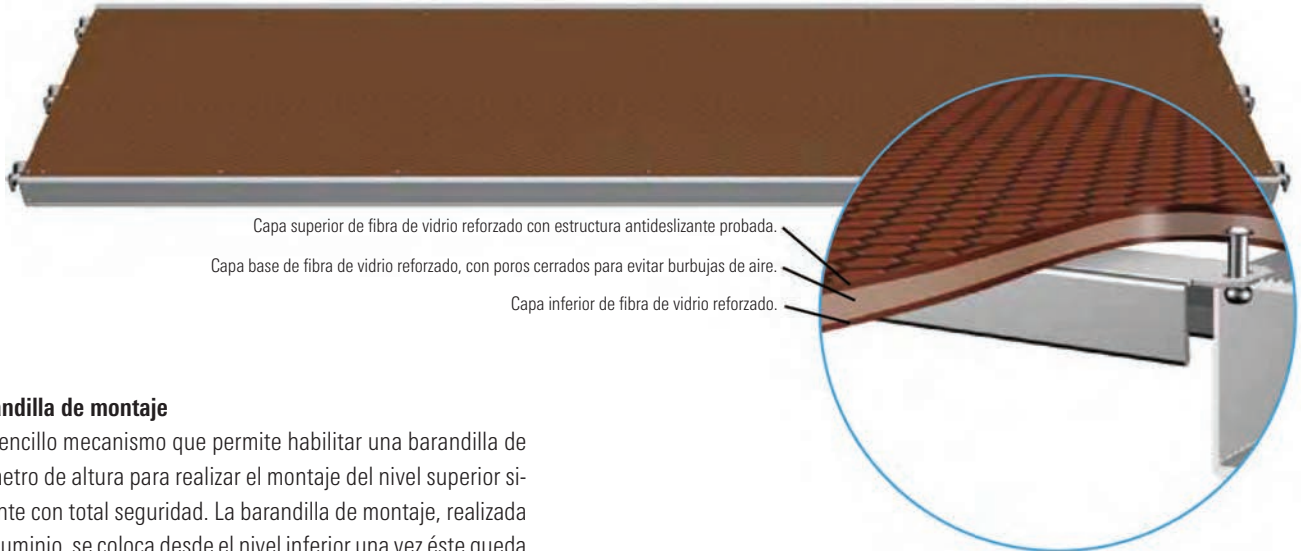 Capa superior de fibra de vidrio reforzado con estructura antideslizante probada.
Capa base de fibra de vidrio reforzado, con poros cerrados para evitar burbujas de aire.
Capa inferior de fibra de vidrio reforzado.
de montaje
sencillo mecanismo que permite habilitar una barandilla de
de altura para realizar el montaje del nivel superior si-
con total seguridad. La barandilla de montaje, realizada
se coloca desde el nivel inferior una vez éste queda